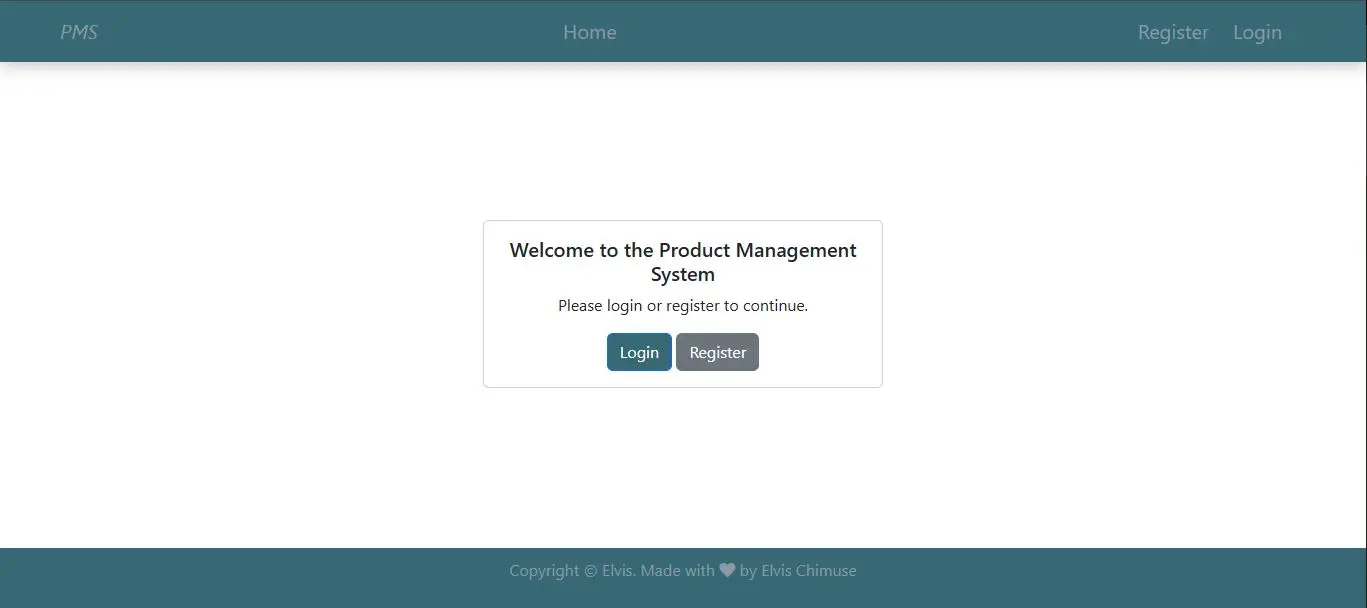 PMS Home Register Login
Welcome to the Product Management
System
Please login or register to continue.
Login Register
Copyright © Elvis. Made with ❤ by Elvis Chimuse